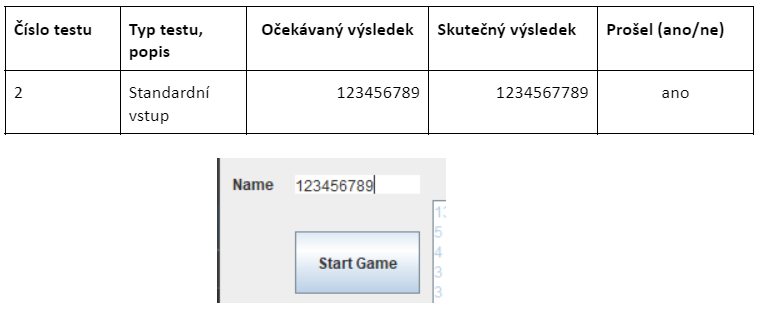 Číslo testu Typ testu, popis Očekávaný výsledek Skutečný výsledek Prošel (ano/ne)
2 Standardní vstup 123456789 1234567789 ano
Name 123456789
13
5
Start Game
4
3
3